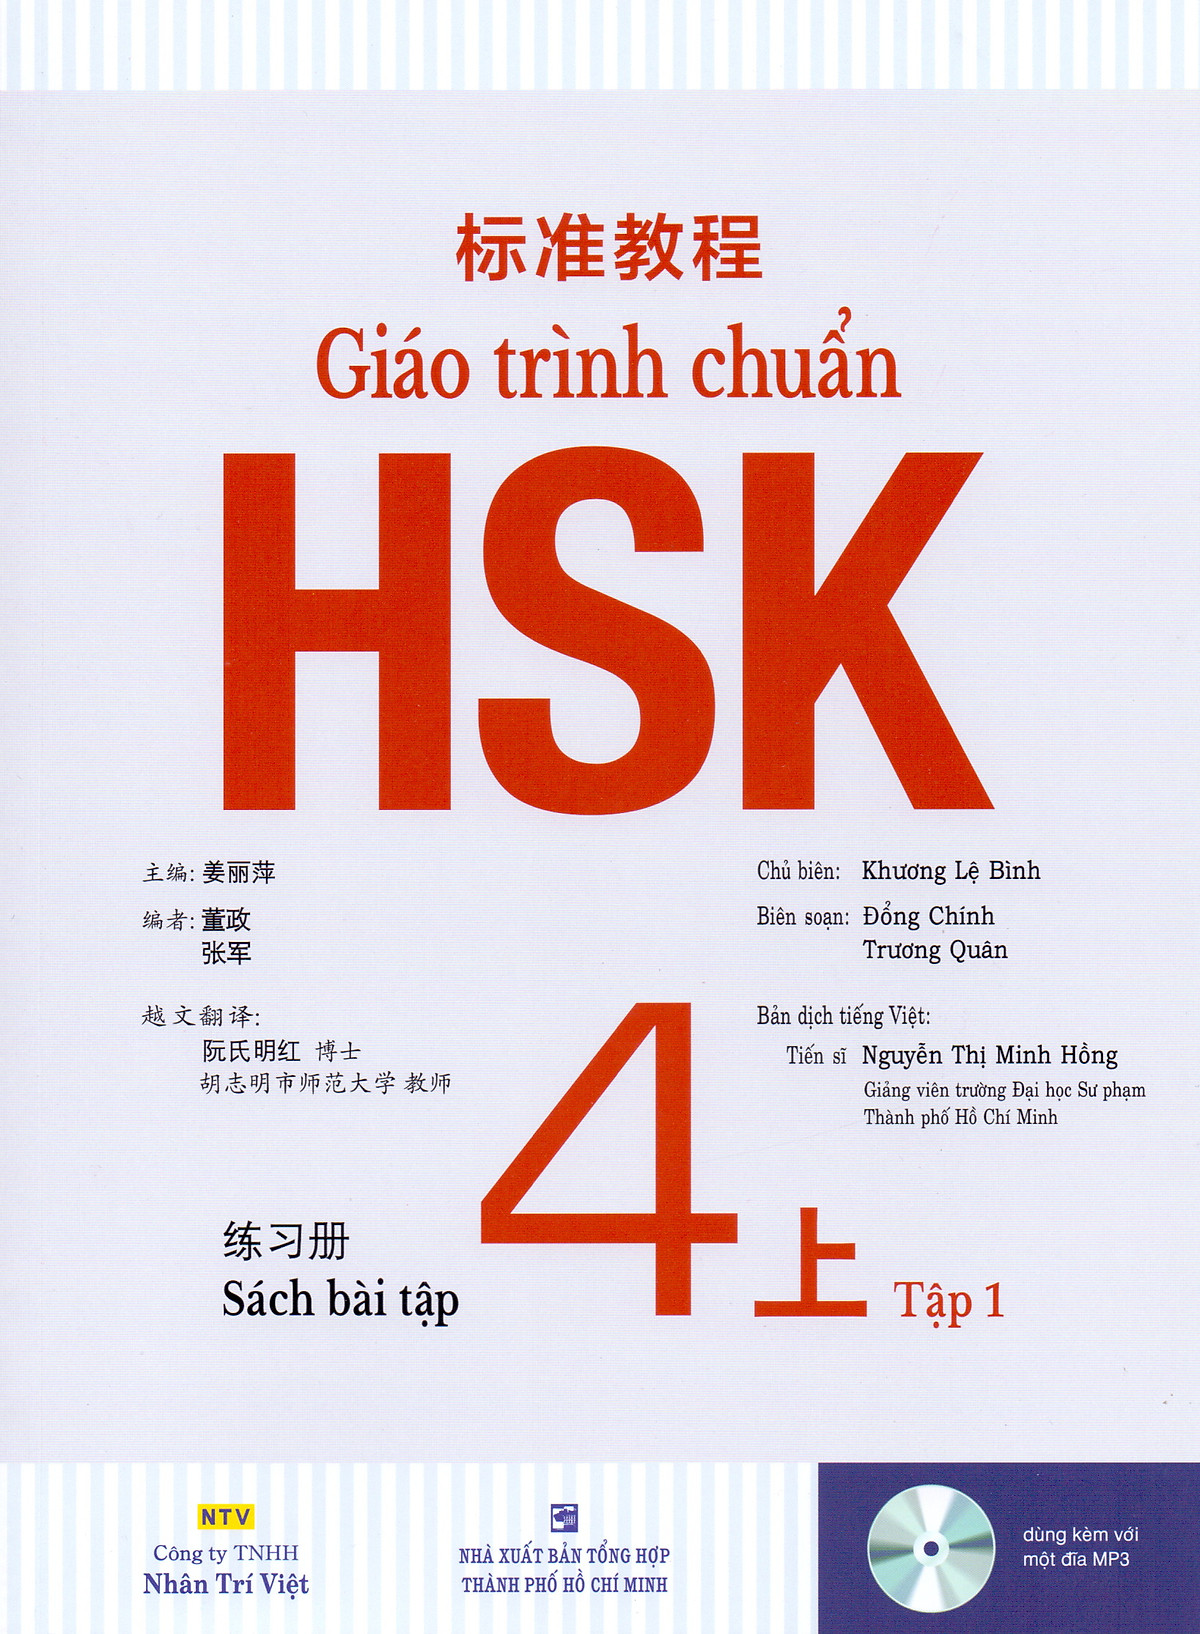 标准教程
Giáo trình chuẩn
HSK
主编: 姜丽萍
编者: 董政
张军
越文翻译:
阮氏明红 博士
胡志明市师范大学 教师
Chủ biên: Khương Lệ Bình
Biên soạn: Đổng Chính
Trương Quân
Bản dịch tiếng Việt:
Tiến sĩ Nguyễn Thị Minh Hồng
Giảng viên trường Đại học Sư phạm
Thành phố Hồ Chí Minh
练习册
Sách bài tập
4上 Tập 1
NTV
Công ty TNHH
Nhân Trí Việt
NHÀ XUẤT BẢN TỔNG HỢP
THÀNH PHỐ HỒ CHÍ MINH
dùng kèm với
một đĩa MP3